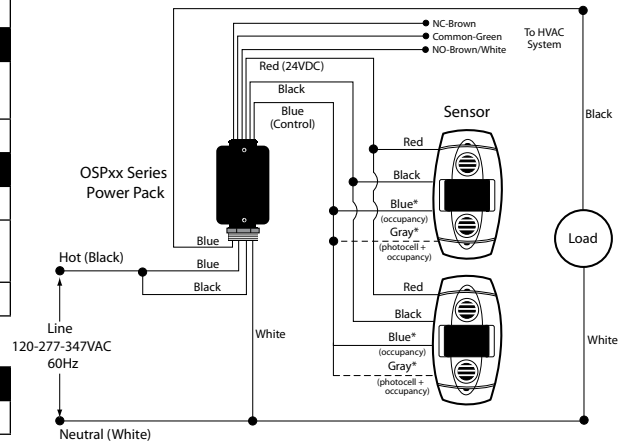 NC-Brown
Common-Green
NO-Brown/White
To HVAC
System
Red (24VDC)
Black
Blue
(Control)
Sensor
Black
OSPxx Series
Power Pack
Red
Black
Blue*
(occupancy)
Gray*
(photocell +
occupancy)
Load
Blue
Hot (Black)
Blue
Black
Red
Black
Blue*
(occupancy)
Gray*
(photocell +
occupancy)
Line
120-277-347VAC
60Hz
White
White
Neutral (White)